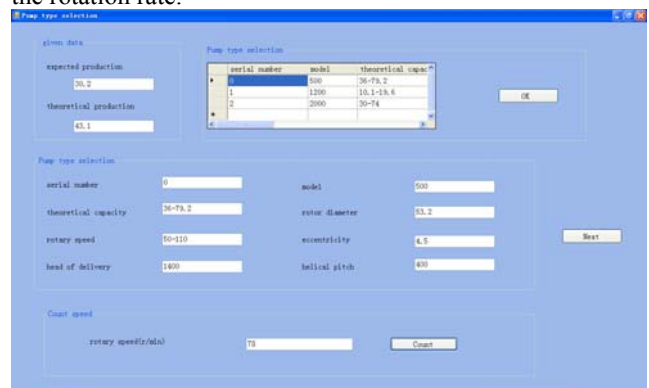 the rotation rate.
Pump type selection
given data
expected production
30.2
theoretical production
43.1
Pump type selection
serial number model theoretical capac
0 500 36-79.2
1 1200 10.1-19.6
2 2000 30-74
OK
Pump type selection
serial number 0 model 500
theoretical capacity 36-79.2 rotor diameter 53.2
rotary speed 50-110 eccentricity 4.5
head of delivery 1400 helical pitch 400
Next
Count speed
rotary speed(r/min) 78 Count